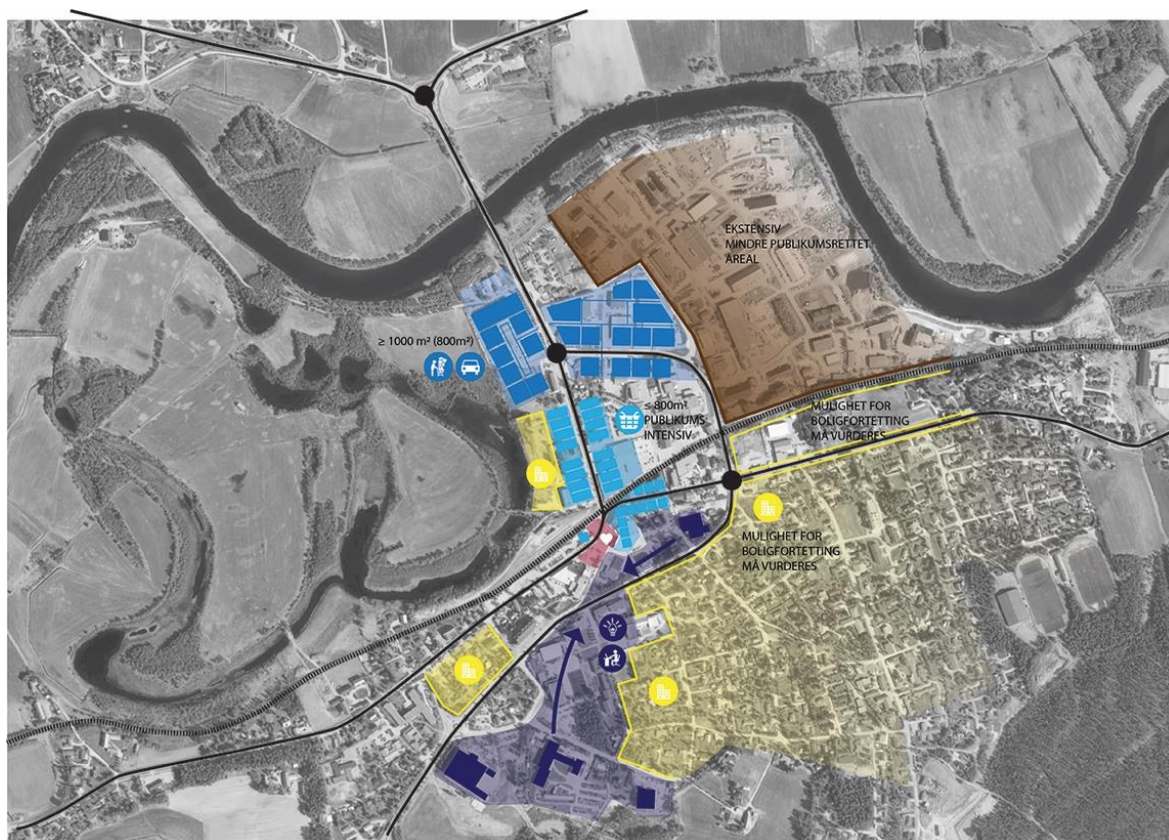 EKSTENSIV
MINDRE PUBLIKUMSRETTET
AREAL
≥ 1000 m² (800m²)
≤ 800m²
PUBLIKUMS
INTENSIV
MULIGHET FOR
BOLIGFORTETTING
MÅ VURDERES
MULIGHET FOR
BOLIGFORTETTING
MÅ VURDERES